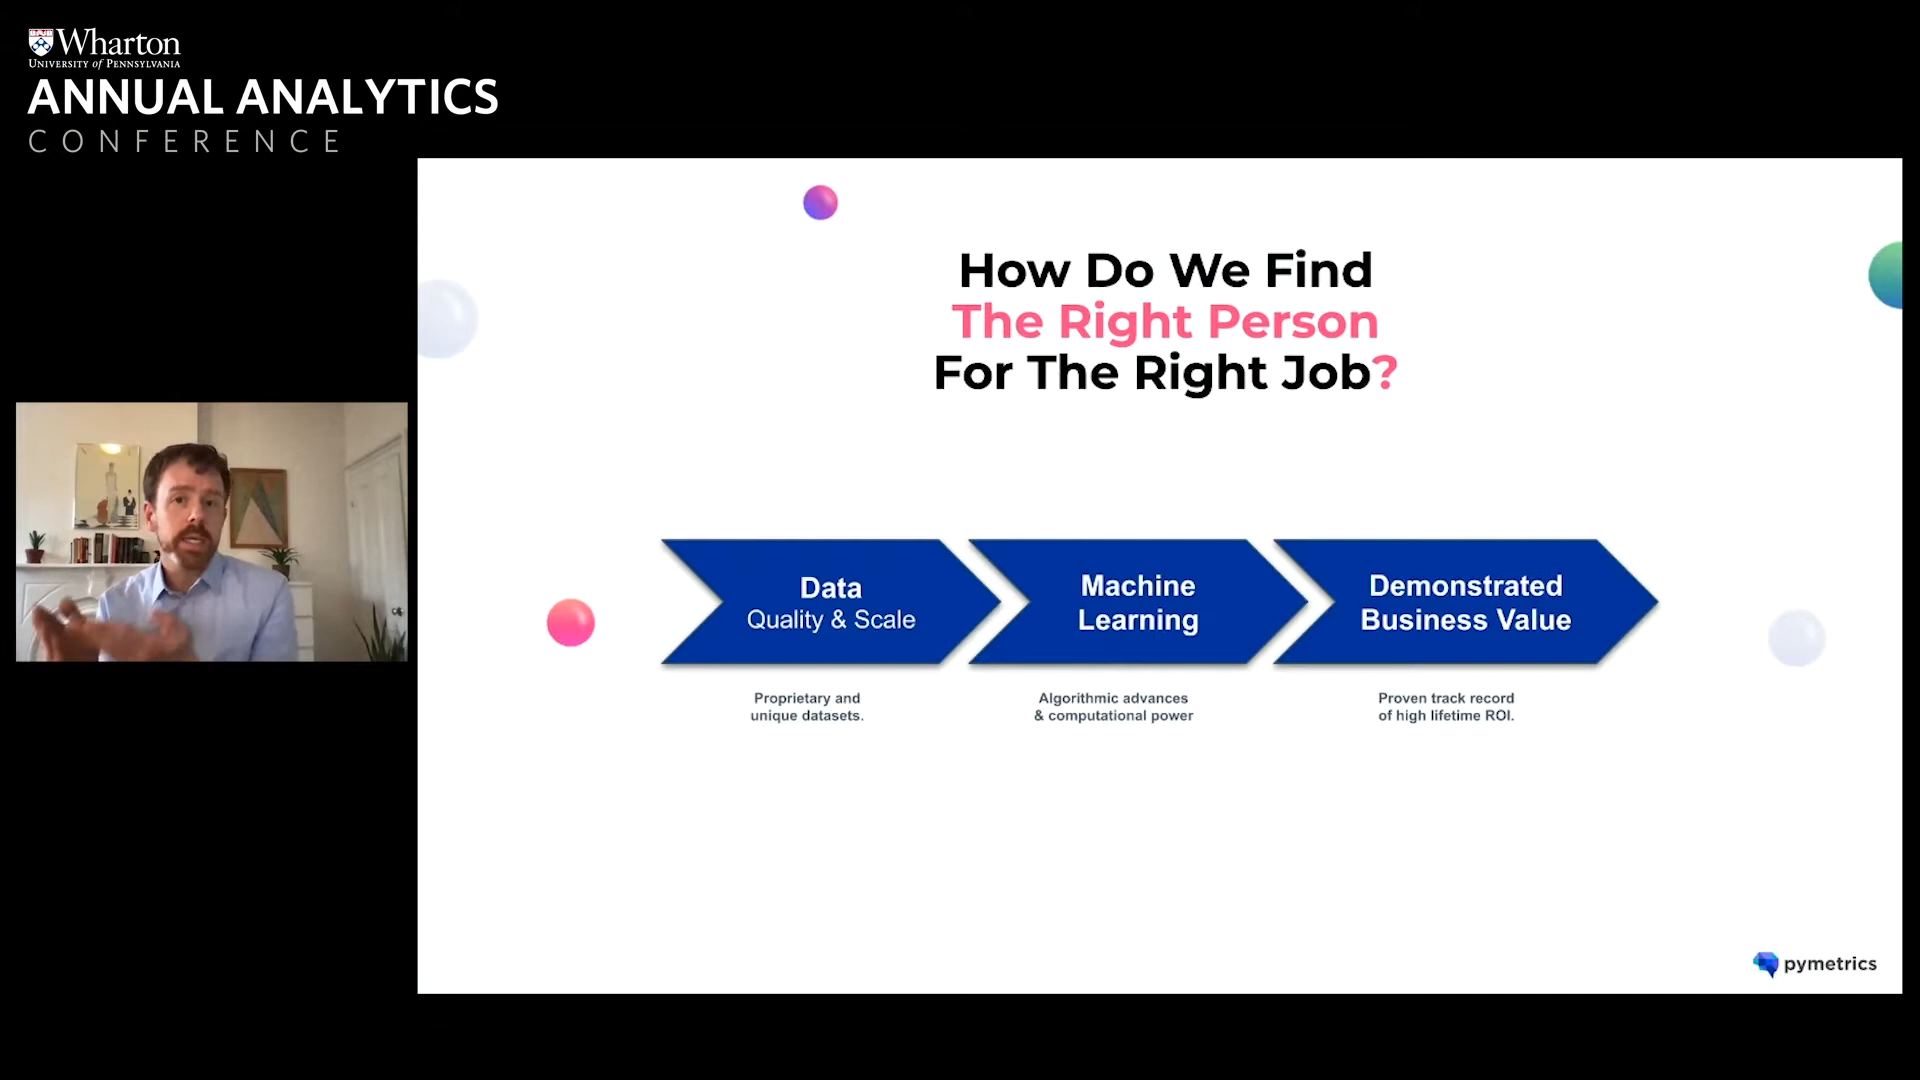 Wharton
UNIVERSITY of PENNSYLVANIA
ANNUAL ANALYTICS
CONFERENCE
How Do We Find
The Right Person
For The Right Job?
Data
Quality & Scale
Machine
Learning
Demonstrated
Business Value
Proprietary and
unique datasets.
Algorithmic advances
& computational power
Proven track record
of high lifetime ROI.
pymetrics